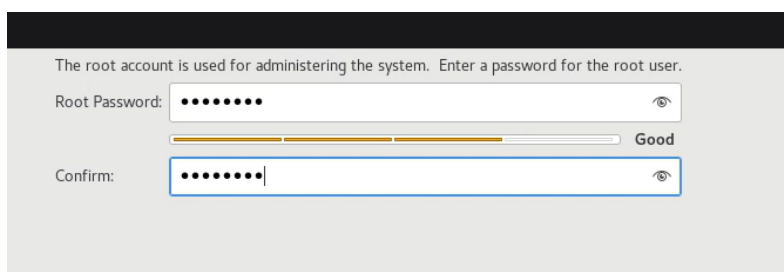 The root account is used for administering the system.  Enter a password for the root user.
Root Password: ••••••••
Good
Confirm: ••••••••